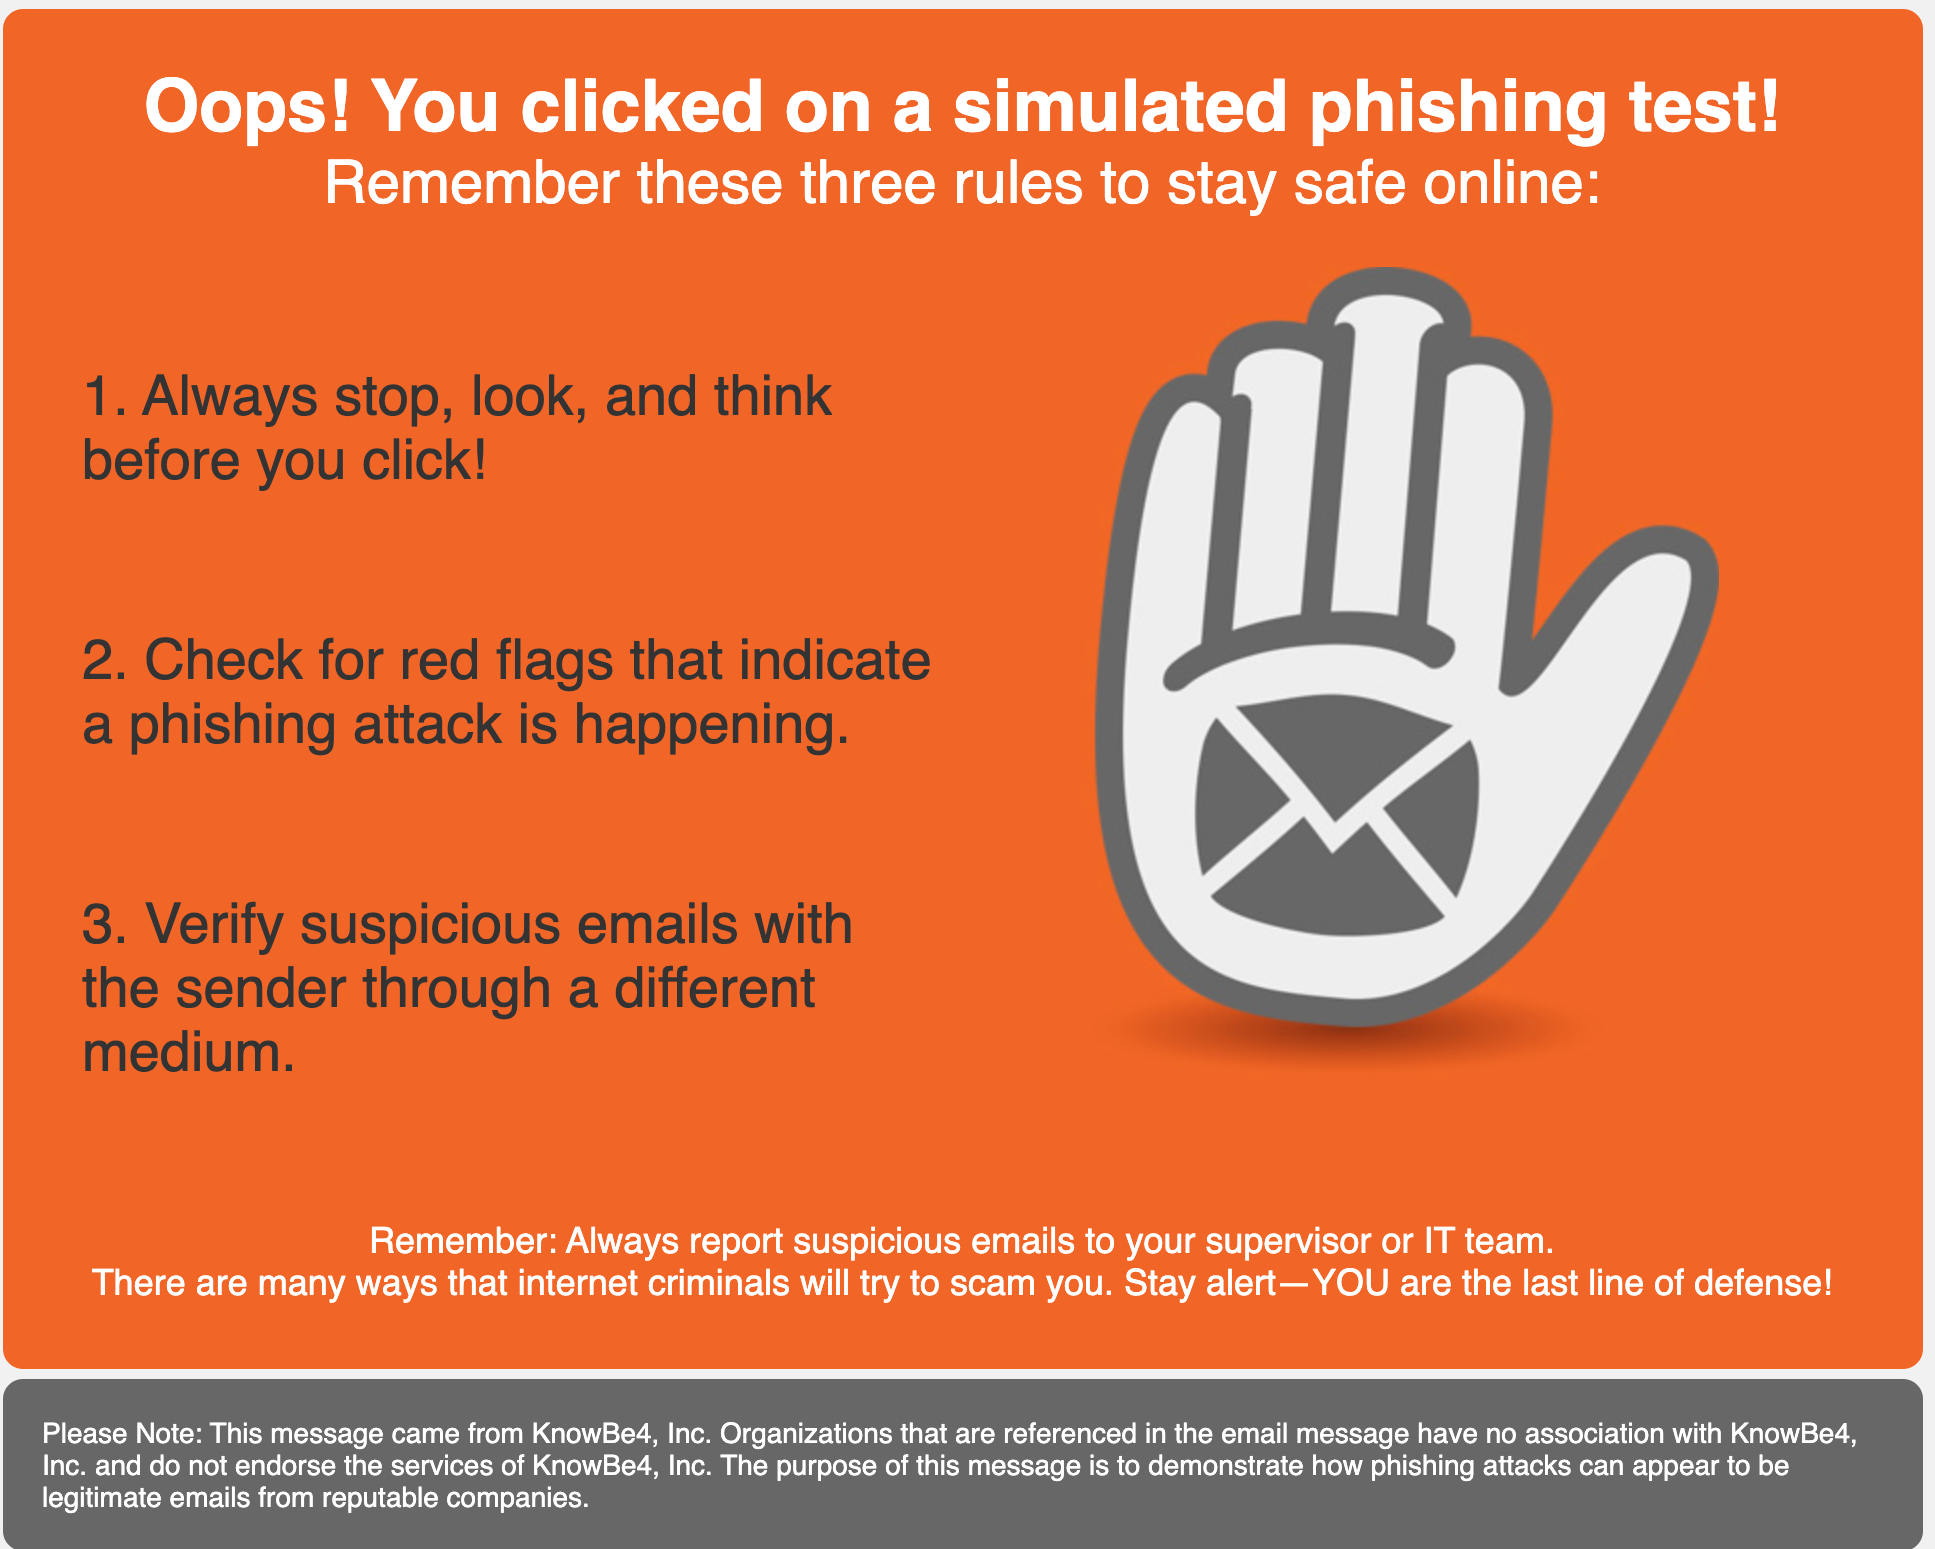 Oops! You clicked on a simulated phishing test!
Remember these three rules to stay safe online:
1. Always stop, look, and think
before you click!
2. Check for red flags that indicate
a phishing attack is happening.
3. Verify suspicious emails with
the sender through a different
medium.
Remember: Always report suspicious emails to your supervisor or IT team.
There are many ways that internet criminals will try to scam you. Stay alert—YOU are the last line of defense!
Please Note: This message came from KnowBe4, Inc. Organizations that are referenced in the email message have no association with KnowBe4,
Inc. and do not endorse the services of KnowBe4, Inc. The purpose of this message is to demonstrate how phishing attacks can appear to be
legitimate emails from reputable companies.